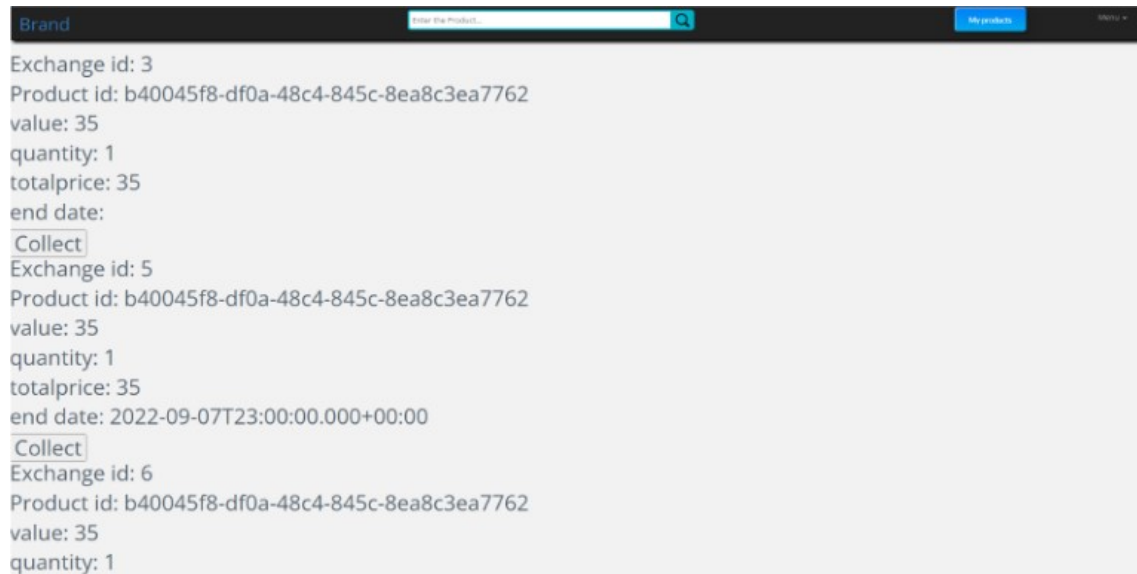 Brand
Enter the Product...
My products
Menu
Exchange id: 3
Product id: b40045f8-df0a-48c4-845c-8ea8c3ea7762
value: 35
quantity: 1
totalprice: 35
end date:
Collect
Exchange id: 5
Product id: b40045f8-df0a-48c4-845c-8ea8c3ea7762
value: 35
quantity: 1
totalprice: 35
end date: 2022-09-07T23:00:00.000+00:00
Collect
Exchange id: 6
Product id: b40045f8-df0a-48c4-845c-8ea8c3ea7762
value: 35
quantity: 1